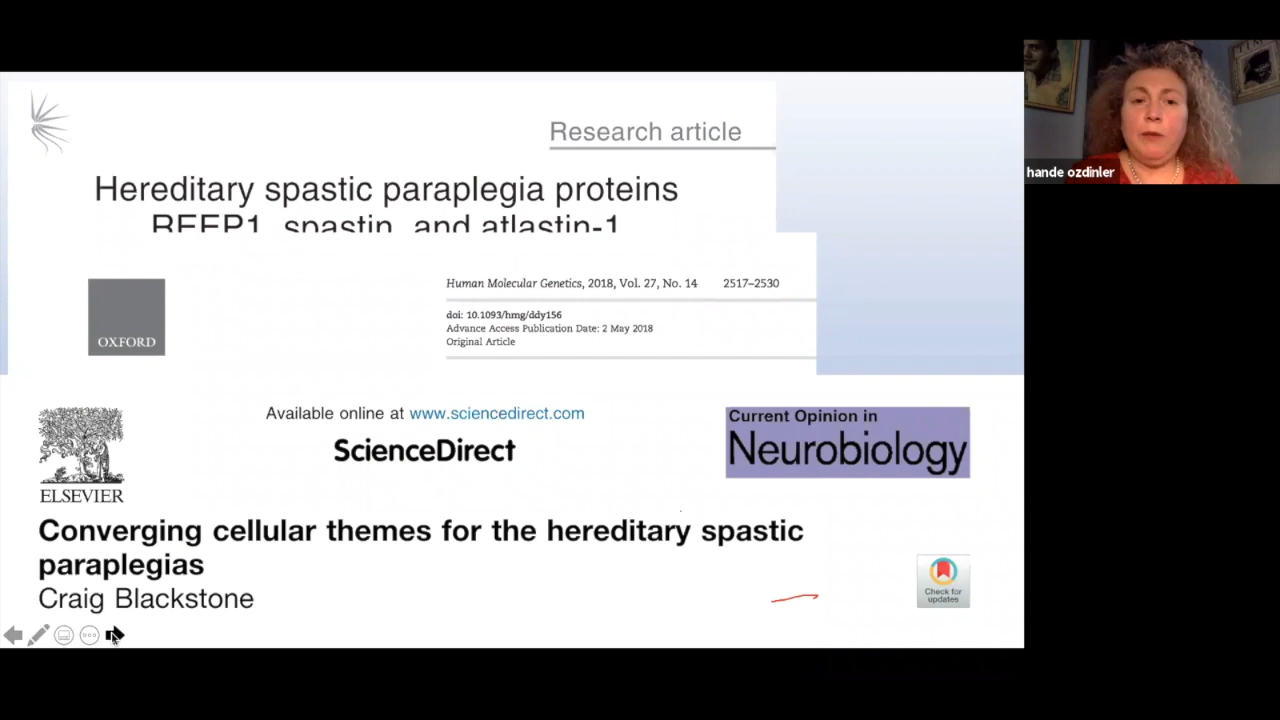 Research article
Hereditary spastic paraplegia proteins
REEP1, spastin, and atlastin-1
Human Molecular Genetics, 2018, Vol. 27, No. 14 2517–2530
doi: 10.1093/hmg/ddy156
Advance Access Publication Date: 2 May 2018
Original Article
OXFORD
Available online at www.sciencedirect.com
ScienceDirect
Current Opinion in
Neurobiology
ELSEVIER
Converging cellular themes for the hereditary spastic
paraplegias
Craig Blackstone
Check for
updates
hande ozdinler